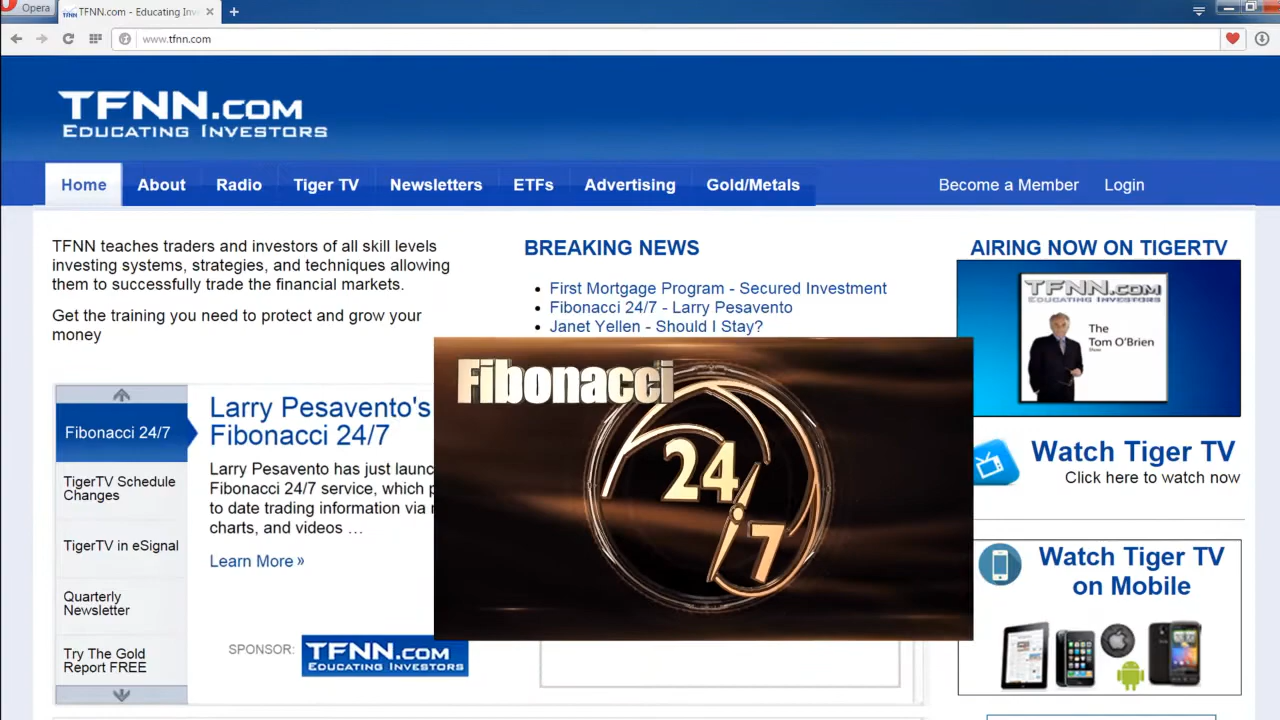 Opera
TFNN.com - Educating Inv
www.tfnn.com
TFNN.COM
EDUCATING INVESTORS
Home
About
Radio
Tiger TV
Newsletters
ETFs
Advertising
Gold/Metals
Become a Member
Login
TFNN teaches traders and investors of all skill levels
investing systems, strategies, and techniques allowing
them to successfully trade the financial markets.
Get the training you need to protect and grow your
money
BREAKING NEWS
First Mortgage Program - Secured Investment
Fibonacci 24/7 - Larry Pesavento
Janet Yellen - Should I Stay?
AIRING NOW ON TIGERTV
TFNN.COM
EDUCATING INVESTORS
The
Tom O'Brien
Show
Watch Tiger TV
Click here to watch now
Watch Tiger TV
on Mobile
Fibonacci 24/7
TigerTV Schedule
Changes
TigerTV in eSignal
Quarterly
Newsletter
Try The Gold
Report FREE
Larry Pesavento's
Fibonacci 24/7
Larry Pesavento has just launc
Fibonacci 24/7 service, which p
to date trading information via
charts, and videos …
Learn More »
SPONSOR:
TFNN.COM
EDUCATING INVESTORS
Fibonacci
24
7